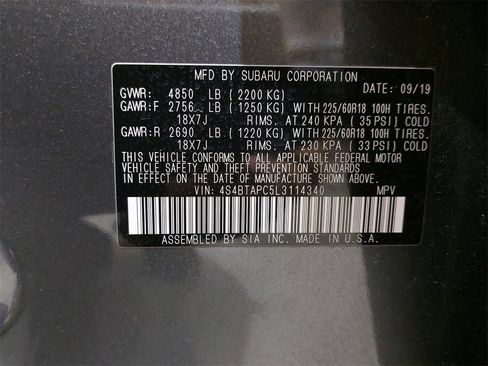 MFD BY SUBARU CORPORATION
DATE: 09/19
GVWR: 4850 LB (2200 KG)
GAWR:F 2756 LB (1250 KG) WITH 225/60R18 100H TIRES.
18X7J RIMS. AT 240 KPA (35 PSI) COLD
GAWR:R 2690 LB (1220 KG) WITH 225/60R18 100H TIRES.
18X7J RIMS. AT 230 KPA (33 PSI) COLD
THIS VEHICLE CONFORMS TO ALL APPLICABLE FEDERAL MOTOR
VEHICLE SAFETY, BUMPER, AND THEFT PREVENTION STANDARDS
IN EFFECT ON THE DATE OF MANUFACTURE SHOWN ABOVE.
VIN: 4S4BTAPC5L3114340 MPV
ASSEMBLED BY SIA INC. MADE IN U.S.A.